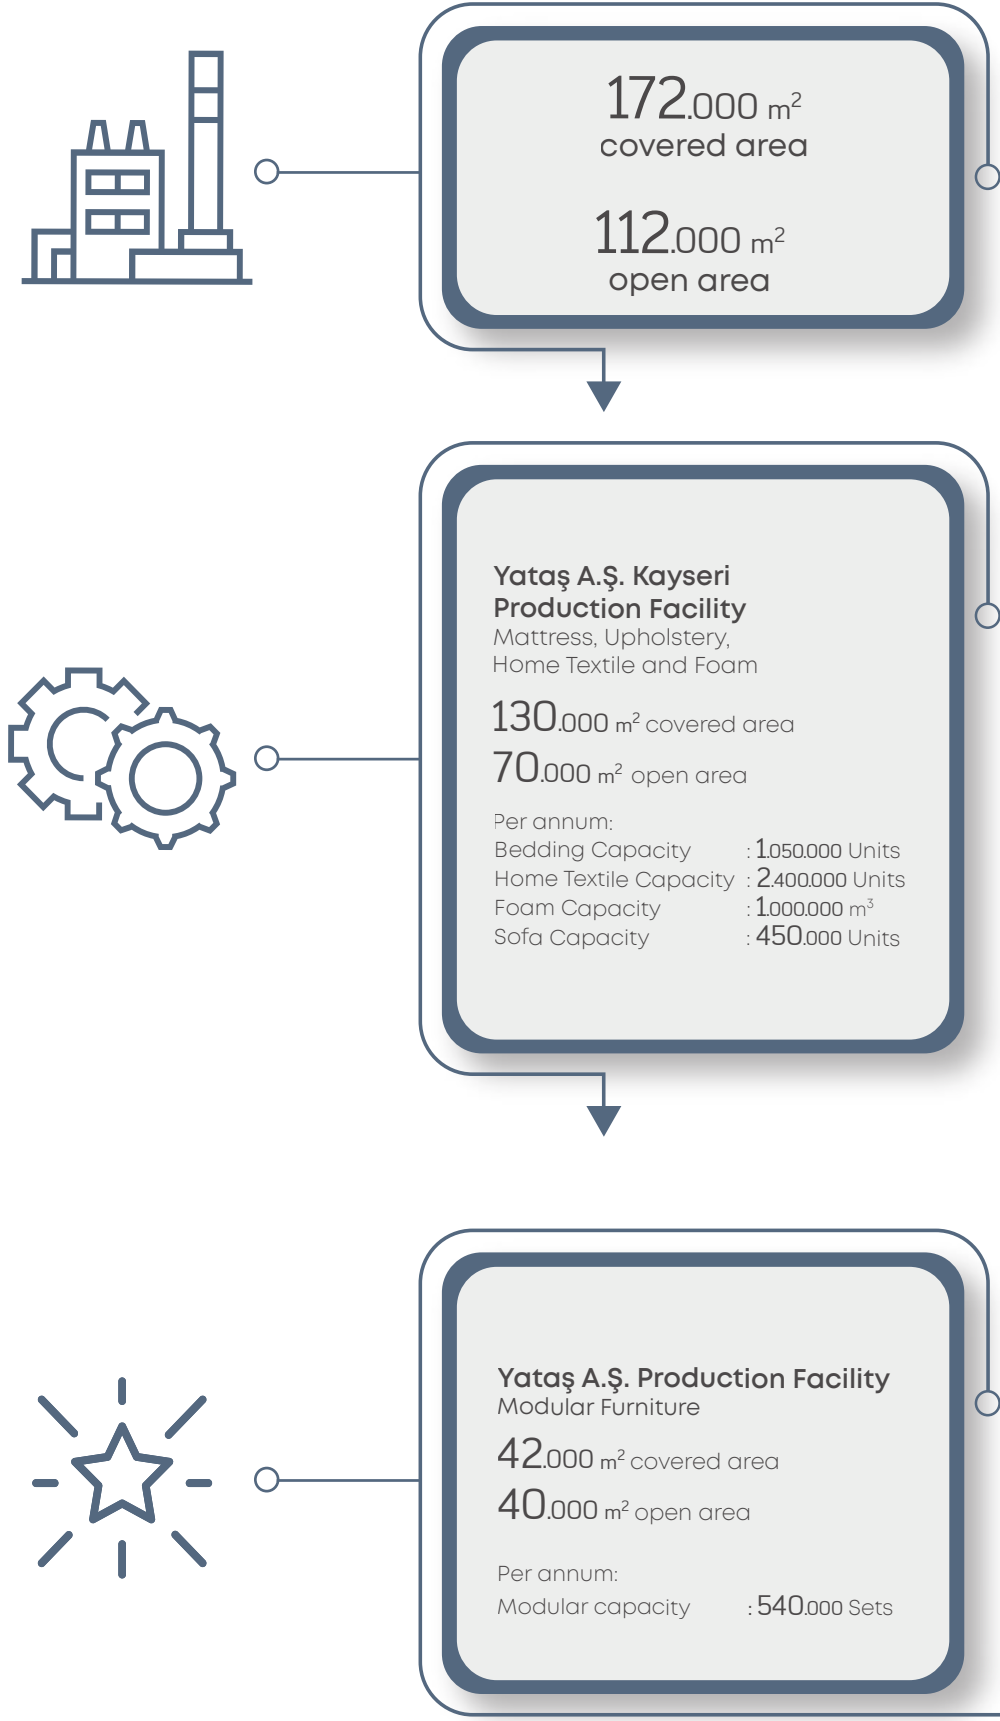 172.000 m²
covered area
112.000 m²
open area
Yataş A.Ş. Kayseri
Production Facility
Mattress, Upholstery,
Home Textile and Foam
130.000 m² covered area
70.000 m² open area
Per annum:
Bedding Capacity : 1.050.000 Units
Home Textile Capacity : 2.400.000 Units
Foam Capacity : 1.000.000 m³
Sofa Capacity : 450.000 Units
Yataş A.Ş. Production Facility
Modular Furniture
42.000 m² covered area
40.000 m² open area
Per annum:
Modular capacity : 540.000 Sets